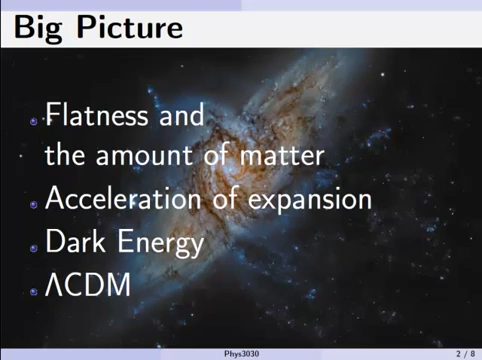 Big Picture
Flatness and
the amount of matter
Acceleration of expansion
Dark Energy
ΛCDM
Phys3030
2 / 8